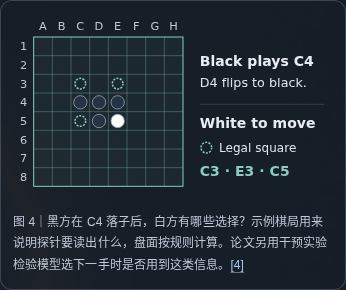 A B C D E F G H
1
2
3
4
5
6
7
8
Black plays C4
D4 flips to black.
White to move
Legal square
C3 · E3 · C5
图 4｜黑方在 C4 落子后，白方有哪些选择？示例棋局用来
说明探针要读出什么，盘面按规则计算。论文另用干预实验
检验模型选下一手时是否用到这类信息。[4]